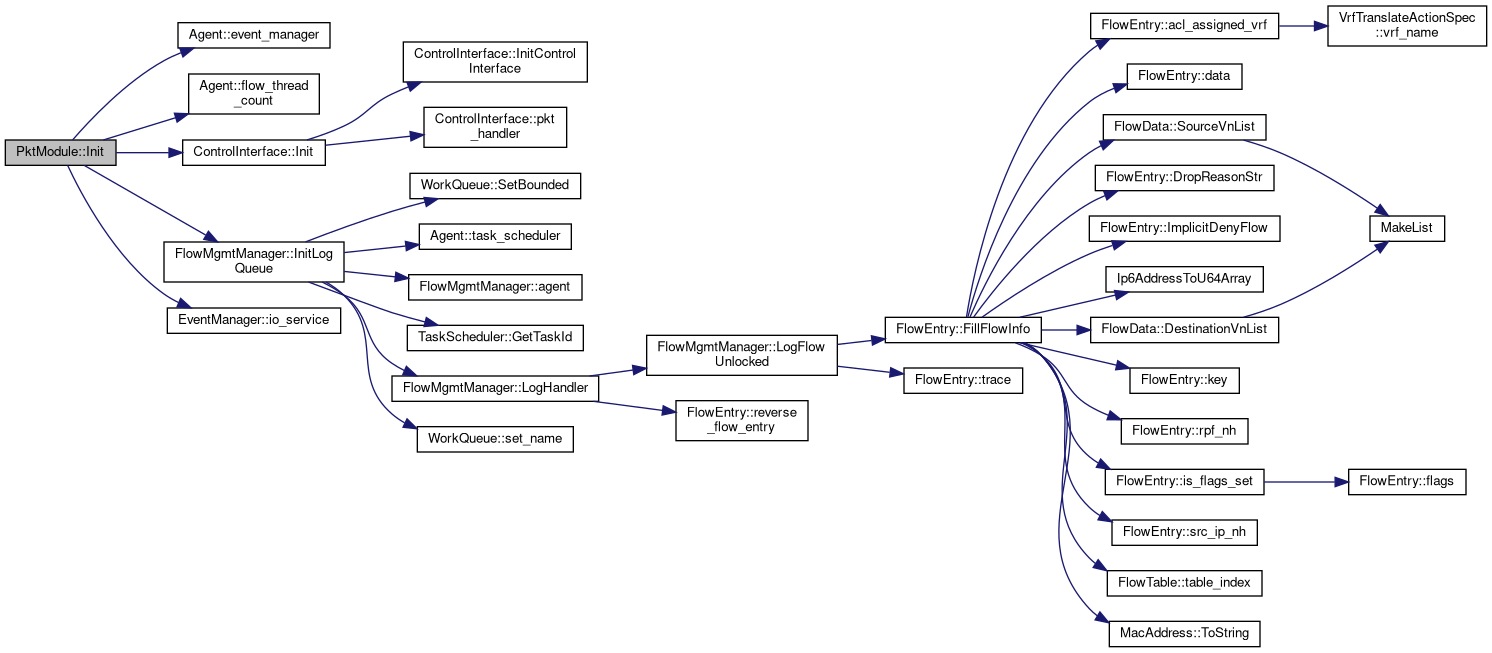 PktModule::Init
Agent::event_manager
Agent::flow_thread
_count
ControlInterface::Init
FlowMgmtManager::InitLog
Queue
EventManager::io_service
ControlInterface::InitControl
Interface
ControlInterface::pkt
_handler
WorkQueue::SetBounded
Agent::task_scheduler
FlowMgmtManager::agent
TaskScheduler::GetTaskId
FlowMgmtManager::LogHandler
WorkQueue::set_name
FlowMgmtManager::LogFlow
Unlocked
FlowEntry::reverse
_flow_entry
FlowEntry::FillFlowInfo
FlowEntry::trace
FlowEntry::acl_assigned_vrf
FlowEntry::data
FlowData::SourceVnList
FlowEntry::DropReasonStr
FlowEntry::ImplicitDenyFlow
Ip6AddressToU64Array
FlowData::DestinationVnList
FlowEntry::key
FlowEntry::rpf_nh
FlowEntry::is_flags_set
FlowEntry::src_ip_nh
FlowTable::table_index
MacAddress::ToString
VrfTranslateActionSpec
::vrf_name
MakeList
FlowEntry::flags